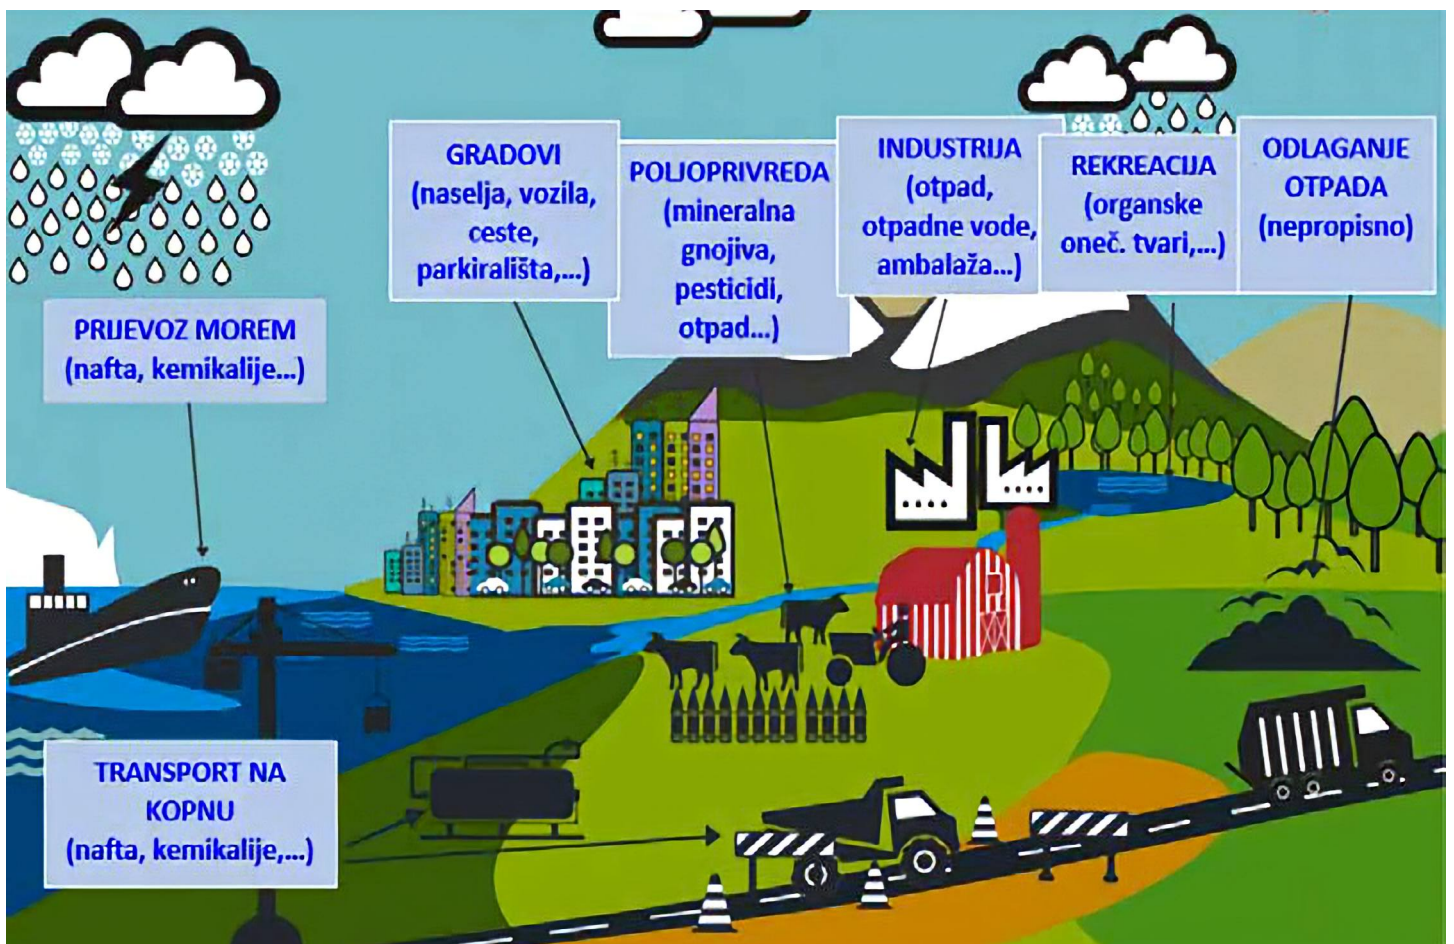 GRADOVI
(naselja, vozila,
ceste,
parkirališta,...)
POLJOPRIVREDA
(mineralna
gnojiva,
pesticidi,
otpad...)
INDUSTRIJA
(otpad,
otpadne vode,
ambalaža...)
REKREACIJA
(organske
oneč. tvari,...)
ODLAGANJE
OTPADA
(nepropisno)
PRIJEVOZ MOREM
(nafta, kemikalije...)
TRANSPORT NA
KOPNU
(nafta, kemikalije,...)